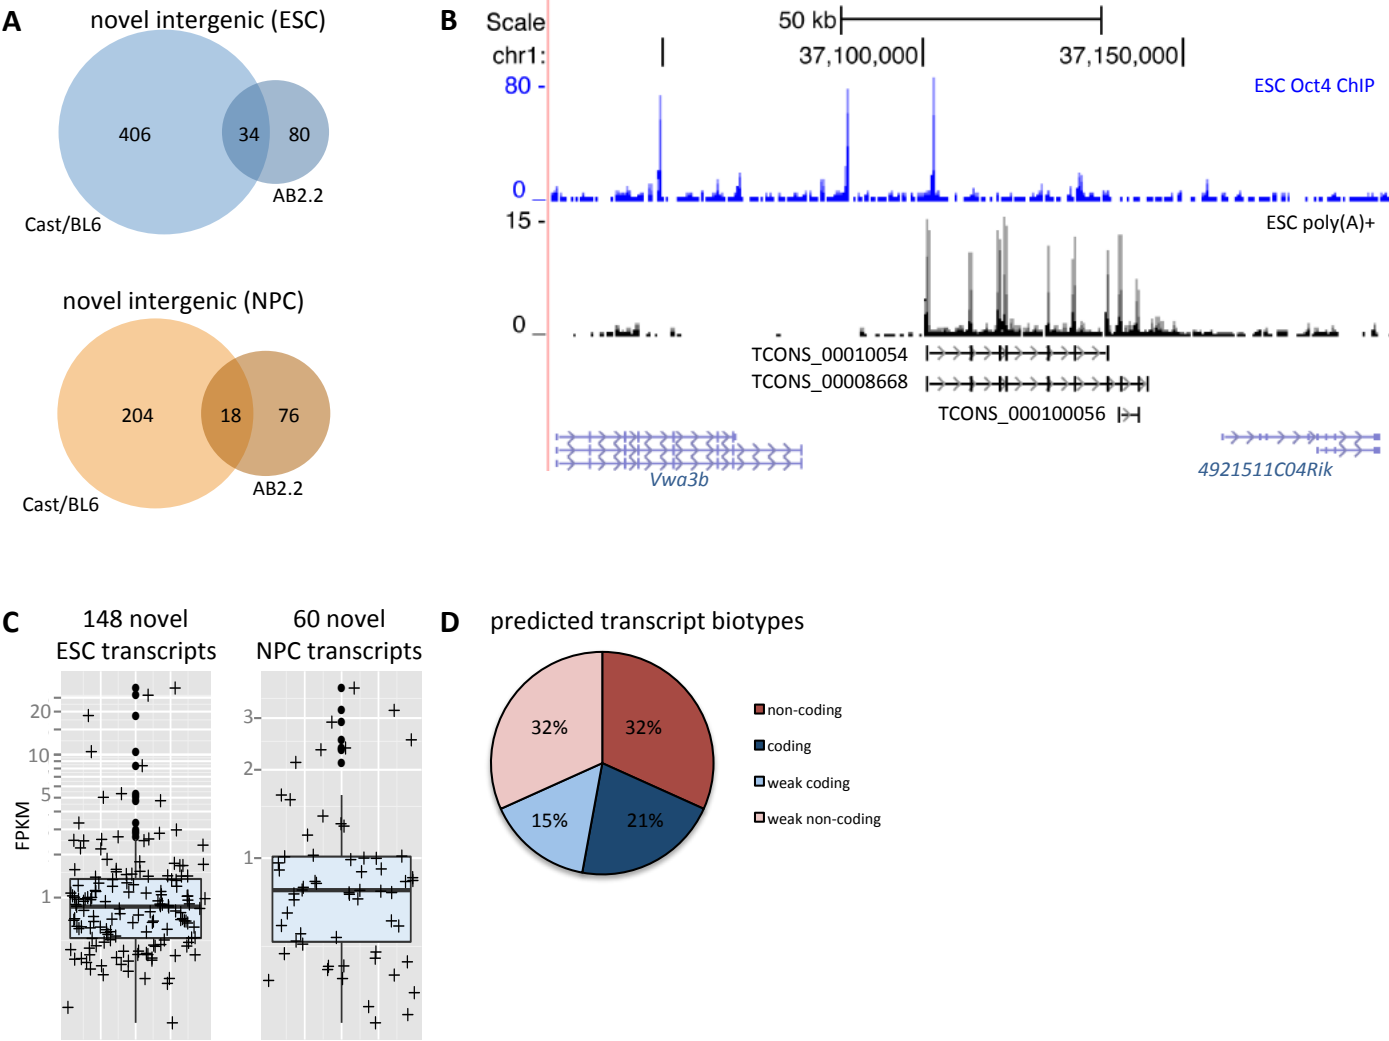 A
novel intergenic (ESC)
406
34
80
AB2.2
Cast/BL6
novel intergenic (NPC)
204
18
76
AB2.2
Cast/BL6
B
Scale
50 kb
chr1:
37,100,000
37,150,000
80
ESC Oct4 ChIP
0
15
ESC poly(A)+
0
TCONS_00010054
TCONS_00008668
TCONS_000100056
Vwa3b
4921511C04Rik
C
148 novel
ESC transcripts
60 novel
NPC transcripts
FPKM
20
10
5
1
3
2
1
D
predicted transcript biotypes
32%
32%
15%
21%
non-coding
coding
weak coding
weak non-coding